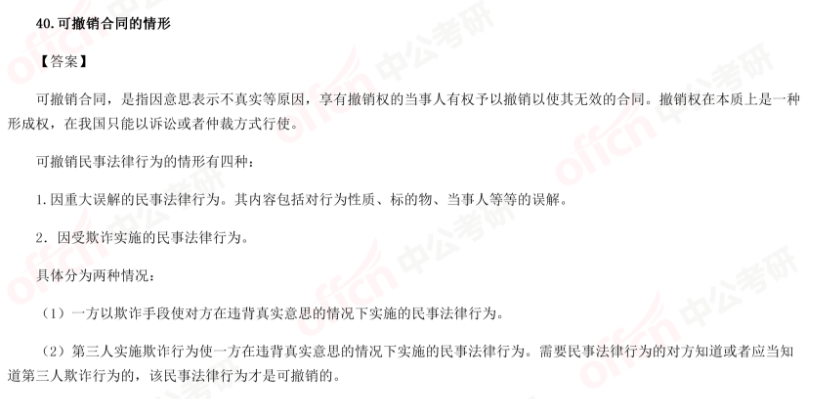 40.可撤销合同的情形
【答案】
可撤销合同，是指因意思表示不真实等原因，享有撤销权的当事人有权予以撤销以使其无效的合同。撤销权在本质上是一种
形成权，在我国只能以诉讼或者仲裁方式行使。
可撤销民事法律行为的情形有四种：
1.因重大误解的民事法律行为。其内容包括对行为性质、标的物、当事人等等的误解。
2．因受欺诈实施的民事法律行为。
具体分为两种情况：
（1）一方以欺诈手段使对方在违背真实意思的情况下实施的民事法律行为。
（2）第三人实施欺诈行为使一方在违背真实意思的情况下实施的民事法律行为。需要民事法律行为的对方知道或者应当知
道第三人欺诈行为的，该民事法律行为才是可撤销的。
offcn 中公考研
offcn 中公考研
offcn 中公考研
offcn 中公考研
offcn 中公考研
offcn 中公考研